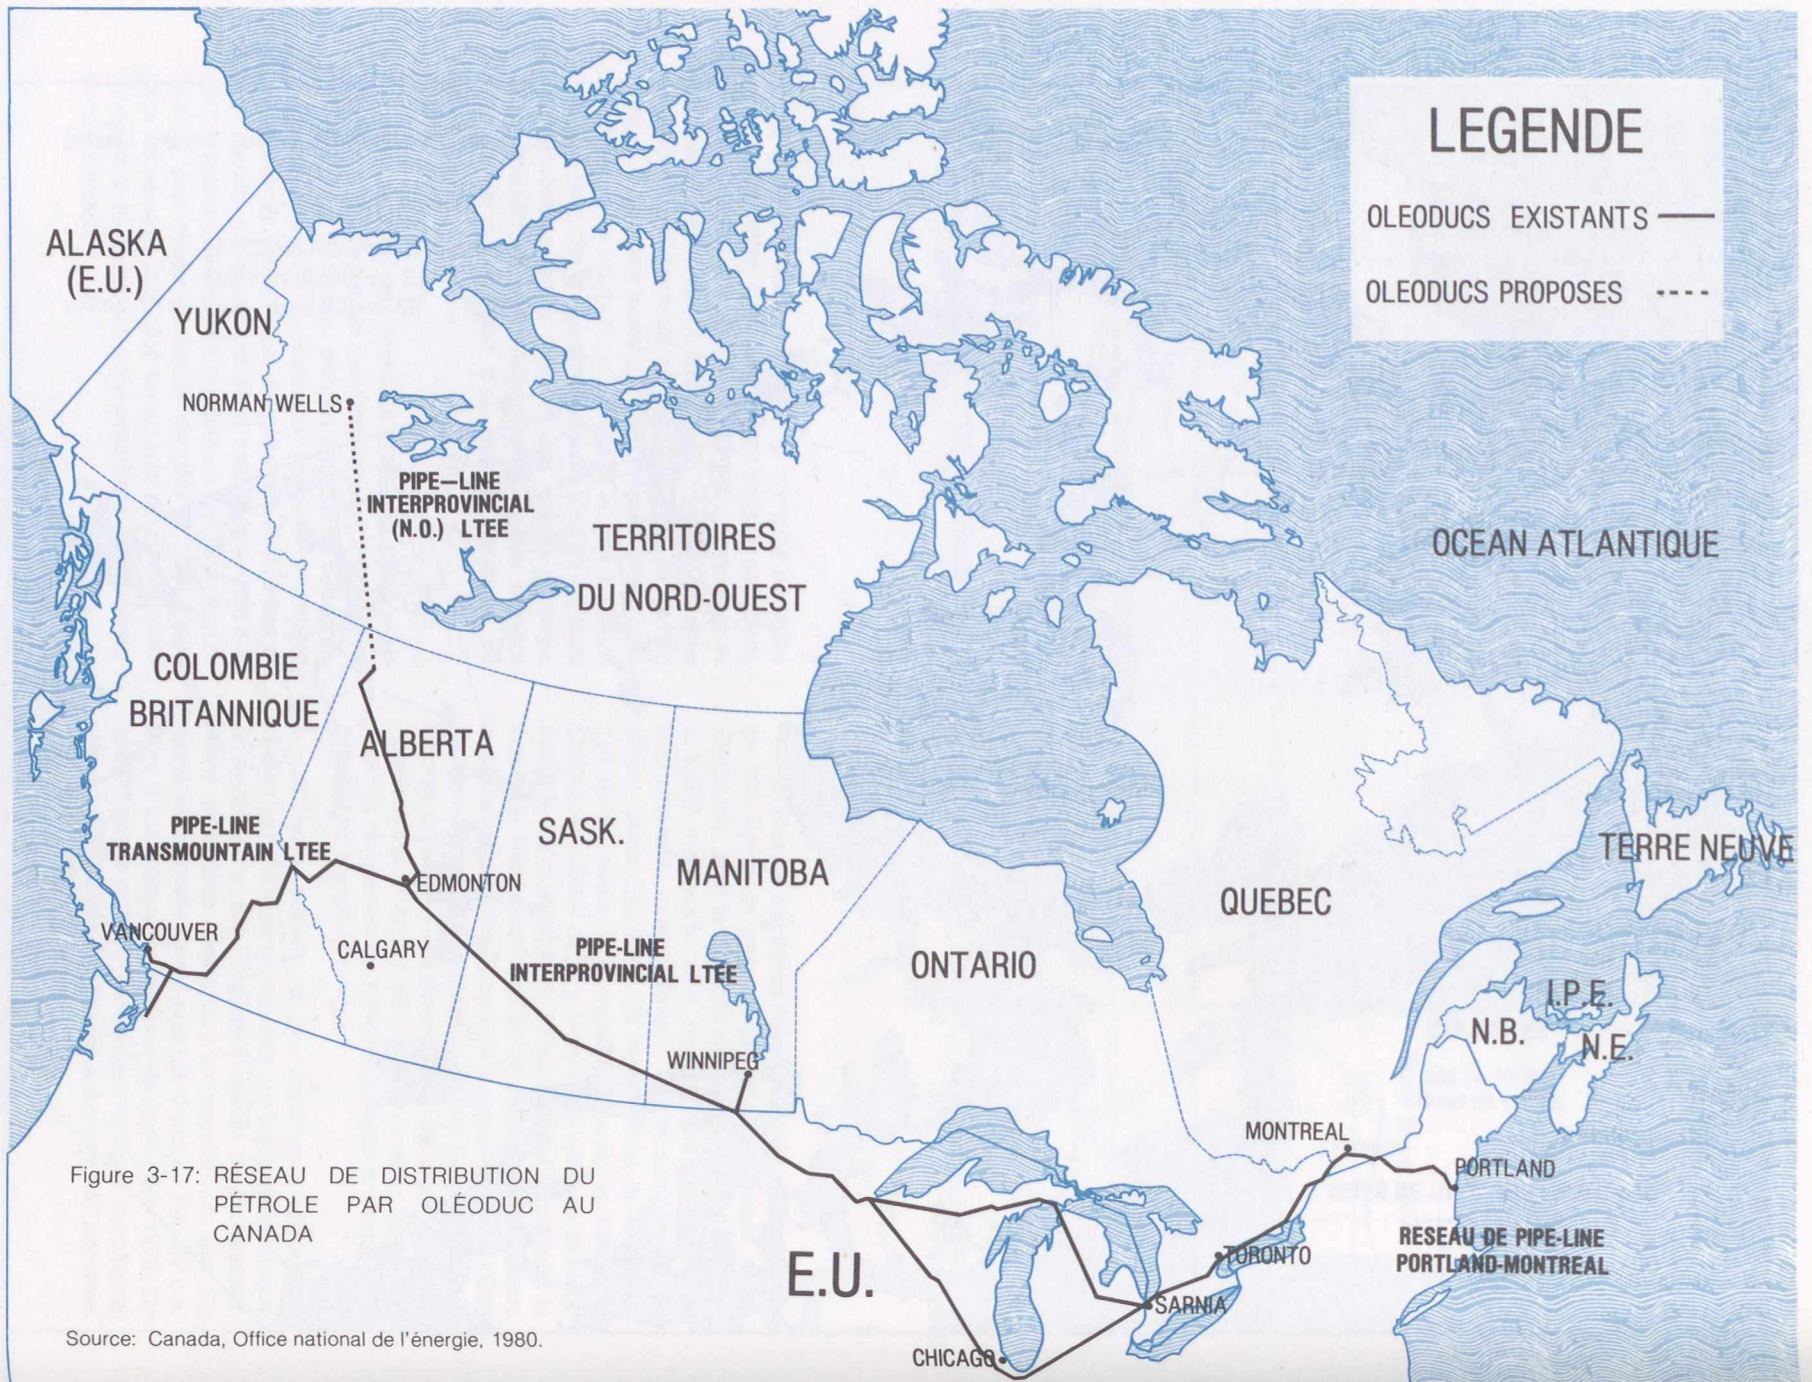 LEGENDE
OLEODUCS EXISTANTS
OLEODUCS PROPOSES
ALASKA
(E.U.)
YUKON
NORMAN WELLS
PIPE—LINE
INTERPROVINCIAL
(N.O.) LTEE
TERRITOIRES
DU NORD-OUEST
OCEAN ATLANTIQUE
COLOMBIE
BRITANNIQUE
ALBERTA
PIPE-LINE
TRANSMOUNTAIN LTEE
SASK.
MANITOBA
TERRE NEUVE
EDMONTON
QUEBEC
VANCOUVER
CALGARY
PIPE-LINE
INTERPROVINCIAL LTEE
ONTARIO
I.P.E.
N.B.
N.E.
WINNIPEG
MONTREAL
PORTLAND
RESEAU DE PIPE-LINE
PORTLAND-MONTREAL
TORONTO
SARNIA
E.U.
CHICAGO
Figure 3-17: RÉSEAU DE DISTRIBUTION DU
PÉTROLE PAR OLÉODUC AU
CANADA
Source: Canada, Office national de l'énergie, 1980.